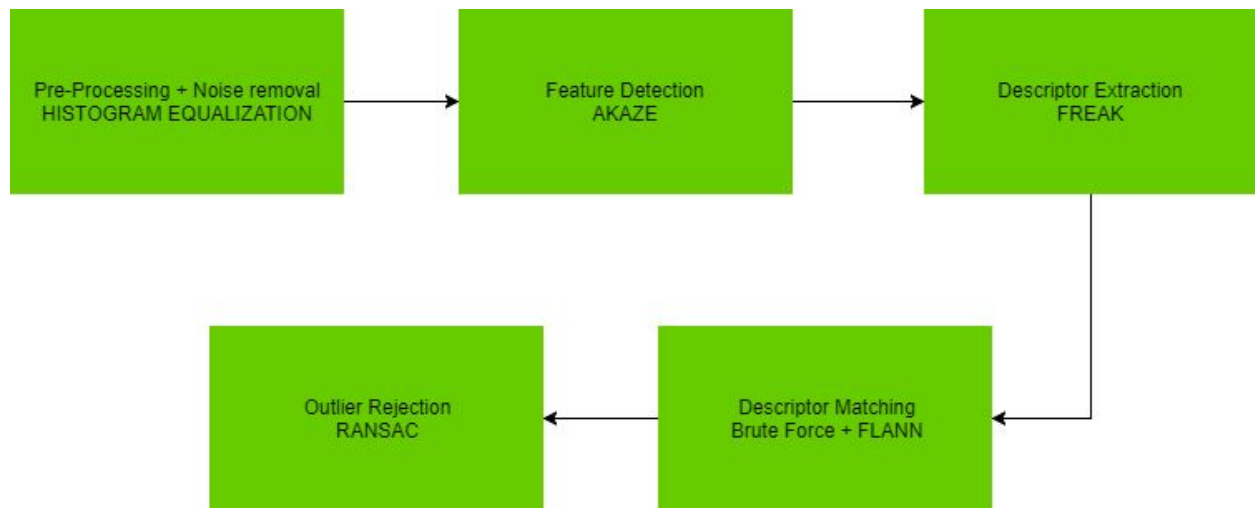 Pre-Processing + Noise removal
HISTOGRAM EQUALIZATION
Feature Detection
AKAZE
Descriptor Extraction
FREAK
Descriptor Matching
Brute Force + FLANN
Outlier Rejection
RANSAC